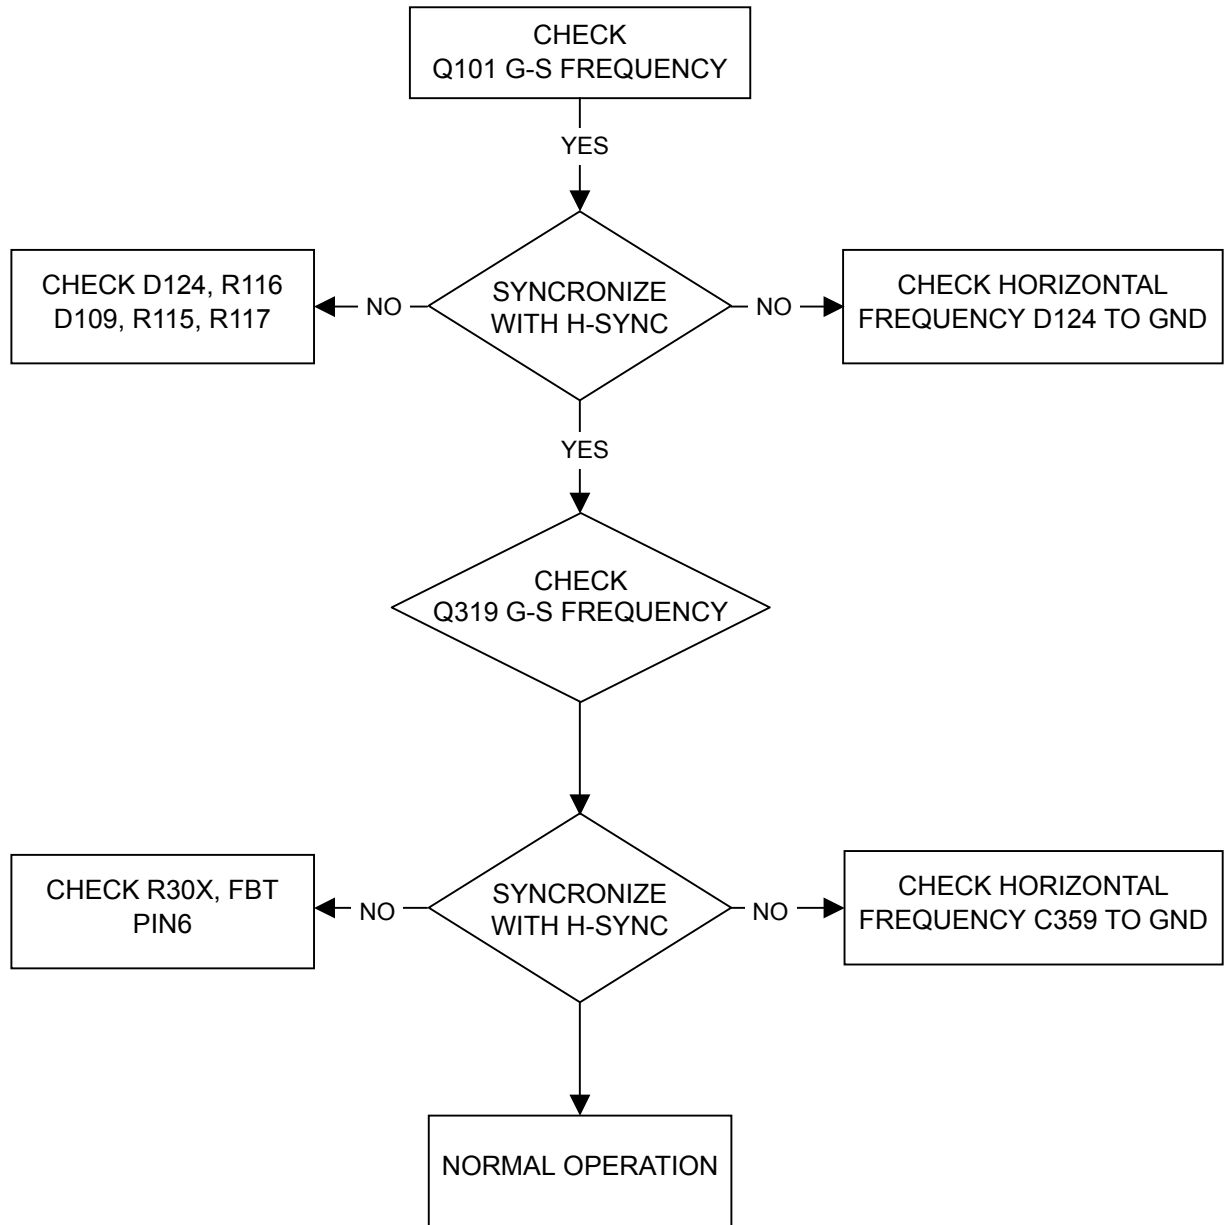 CHECK
Q101 G-S FREQUENCY
YES
CHECK D124, R116
D109, R115, R117
NO
SYNCRONIZE
WITH H-SYNC
NO
CHECK HORIZONTAL
FREQUENCY D124 TO GND
YES
CHECK
Q319 G-S FREQUENCY
CHECK R30X, FBT
PIN6
NO
SYNCRONIZE
WITH H-SYNC
NO
CHECK HORIZONTAL
FREQUENCY C359 TO GND
NORMAL OPERATION